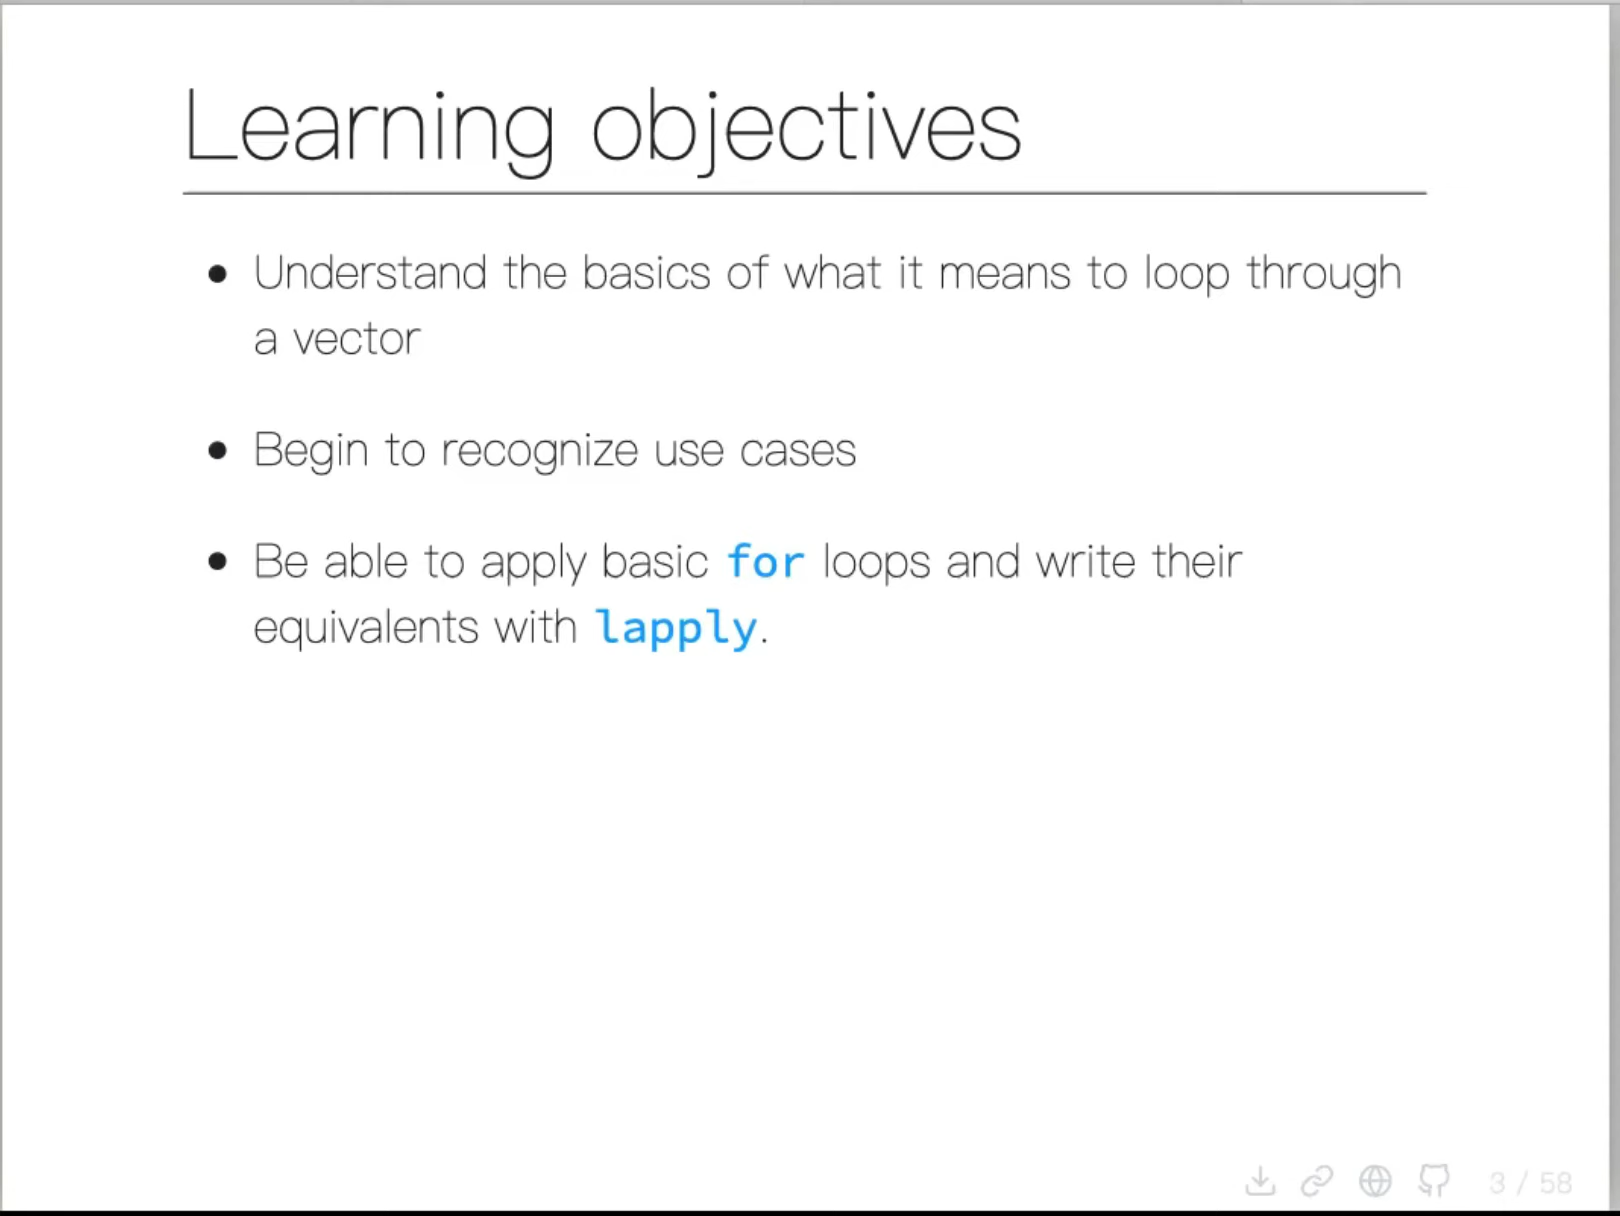 Learning objectives
• Understand the basics of what it means to loop through
a vector
• Begin to recognize use cases
• Be able to apply basic for loops and write their
equivalents with lapply.
3 / 58